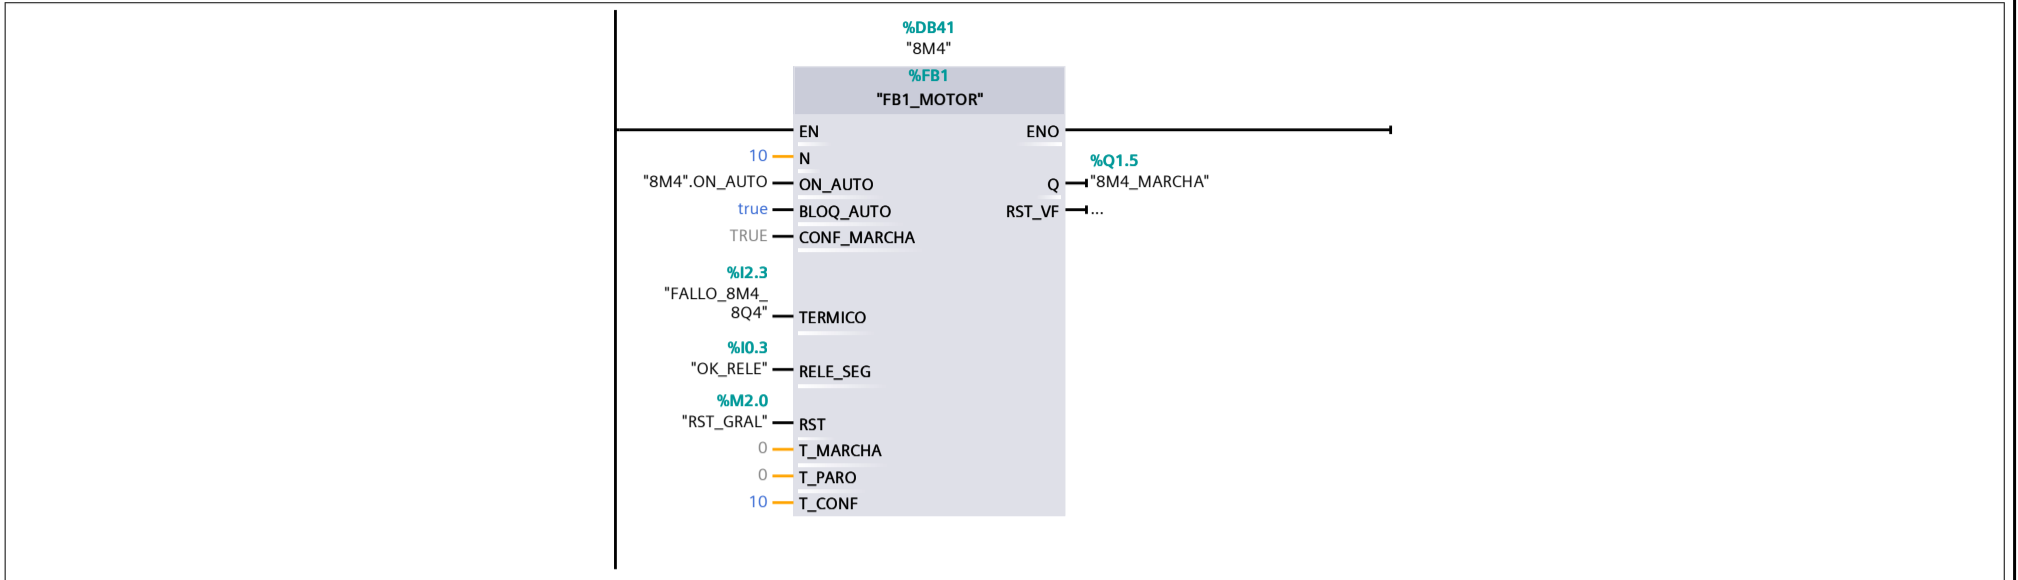 %DB41
"8M4"
%FB1
"FB1_MOTOR"
EN ENO
10 N
%Q1.5
"8M4".ON_AUTO ON_AUTO Q "8M4_MARCHA"
true BLOQ_AUTO RST_VF ...
TRUE CONF_MARCHA
%I2.3
"FALLO_8M4_
8Q4" TERMICO
%I0.3
"OK_RELE" RELE_SEG
%M2.0
"RST_GRAL" RST
0 T_MARCHA
0 T_PARO
10 T_CONF